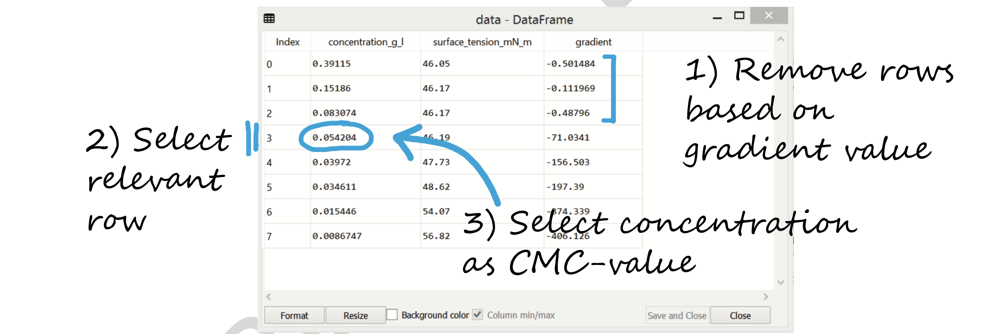 data - DataFrame
Index concentration_g_l surface_tension_mN_m gradient
0 0.39115 46.05 -0.501484
1 0.15186 46.17 -0.111969
2 0.083074 46.17 -0.48796
3 0.054204 46.19 -71.0341
4 0.03972 47.73 -156.503
5 0.034611 48.62 -197.39
6 0.015446 54.07 -374.339
7 0.0086747 56.82 -406.126
Format Resize Background color Column min/max Save and Close Close
1) Remove rows
based on
gradient value
2) Select
relevant
row
3) Select concentration
as CMC-value